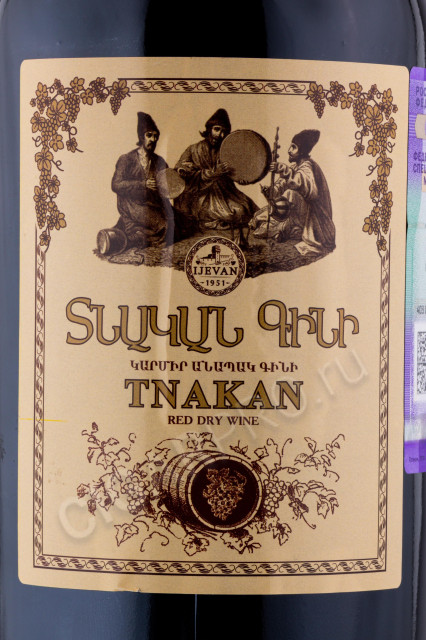 IJEVAN
1951
ՏՆԱԿԱՆ ԳԻՆԻ
ԿԱՐՄԻՐ ԱՆԱՊԱԿ ԳԻՆԻ
TNAKAN
RED DRY WINE